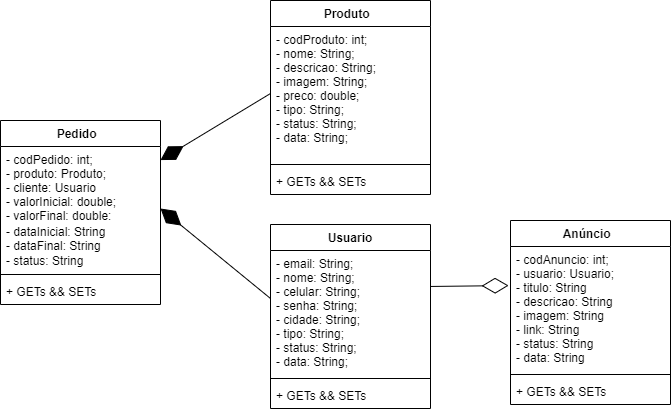 Produto
- codProduto: int;
- nome: String;
- descricao: String;
- imagem: String;
- preco: double;
- tipo: String;
- status: String;
- data: String;
+ GETs && SETs
Pedido
- codPedido: int;
- produto: Produto;
- cliente: Usuario
- valorInicial: double;
- valorFinal: double:
- dataInicial: String
- dataFinal: String
- status: String
+ GETs && SETs
Usuario
- email: String;
- nome: String;
- celular: String;
- senha: String;
- cidade: String;
- tipo: String;
- status: String;
- data: String;
+ GETs && SETs
Anúncio
- codAnuncio: int;
- usuario: Usuario;
- titulo: String
- descricao: String
- imagem: String
- link: String
- status: String
- data: String
+ GETs && SETs